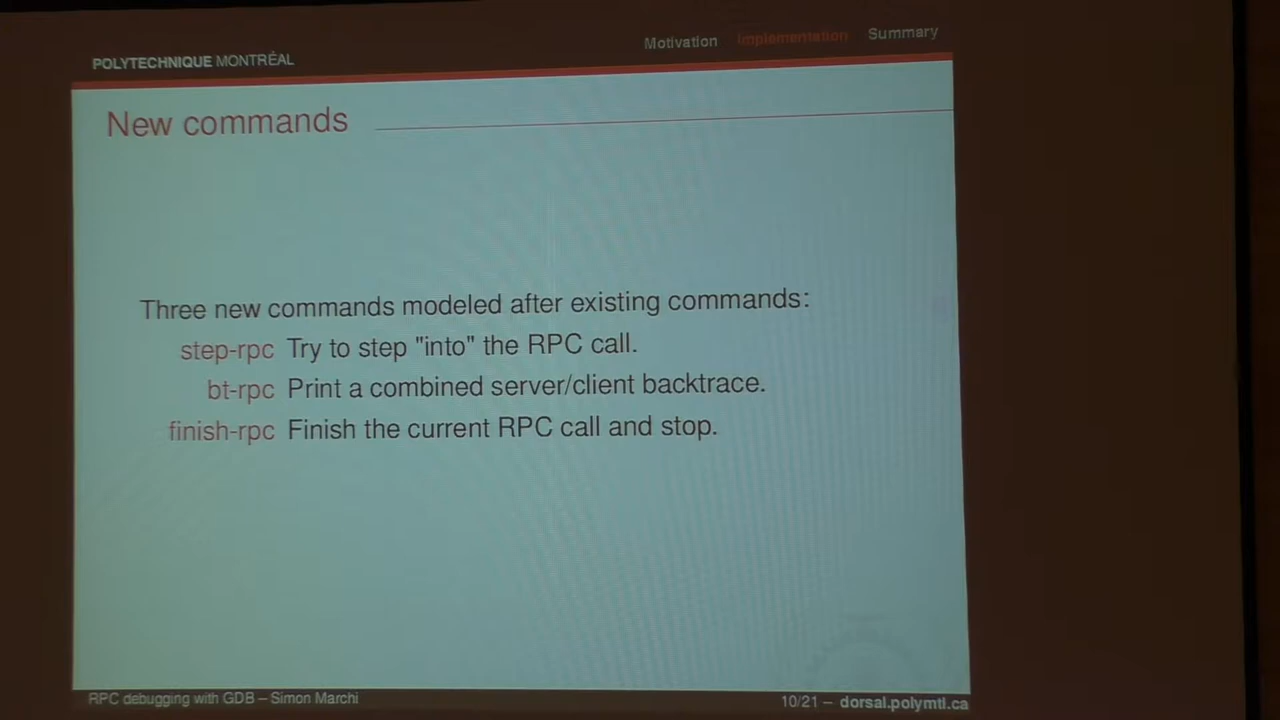 POLYTECHNIQUE MONTRÉAL
Motivation Implementation Summary
New commands
Three new commands modeled after existing commands:
step-rpc Try to step "into" the RPC call.
bt-rpc Print a combined server/client backtrace.
finish-rpc Finish the current RPC call and stop.
RPC debugging with GDB – Simon Marchi
10/21 – dorsal.polymtl.ca